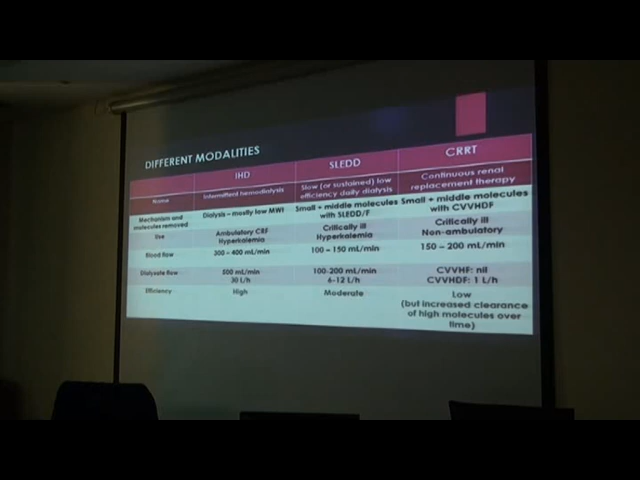 DIFFERENT MODALITIES
IHD SLEDD CRRT
Name Intermittent hemodialysis Slow (or sustained) low efficiency daily dialysis Continuous renal replacement therapy
Mechanism and molecules removed Dialysis – mostly low MWt Small + middle molecules with SLEDD/F Small + middle molecules with CVVHDF
Use Ambulatory CRF Hyperkalemia Critically ill Hyperkalemia Critically ill Non-ambulatory
Blood flow 300 – 400 mL/min 100 – 150 mL/min 150 – 200 mL/min
Dialysate flow 500 mL/min 30 L/h 100-200 mL/min 6-12 L/h CVVHF: nil CVVHDF: 1 L/h
Efficiency High Moderate Low (but increased clearance of high molecules over time)